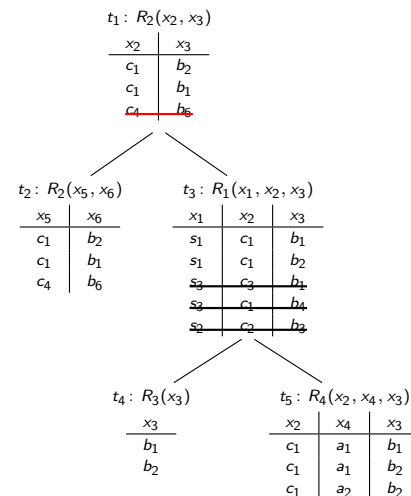 t₁: R₂(x₂, x₃)
x₂ x₃
c₁ b₂
c₁ b₁
c₄ b₆
t₂: R₂(x₅, x₆)
x₅ x₆
c₁ b₂
c₁ b₁
c₄ b₆
t₃: R₁(x₁, x₂, x₃)
x₁ x₂ x₃
s₁ c₁ b₁
s₁ c₁ b₂
s₃ c₃ b₁
s₃ c₁ b₄
s₂ c₂ b₃
t₄: R₃(x₃)
x₃
b₁
b₂
t₅: R₄(x₂, x₄, x₃)
x₂ x₄ x₃
c₁ a₁ b₁
c₁ a₁ b₂
c₁ a₂ b₂